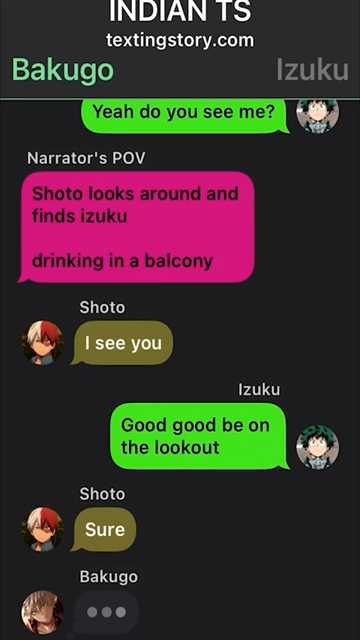 INDIAN TS
textingstory.com
Bakugo
Izuku
Yeah do you see me?
Narrator's POV
Shoto looks around and
finds izuku
drinking in a balcony
Shoto
I see you
Izuku
Good good be on
the lookout
Shoto
Sure
Bakugo